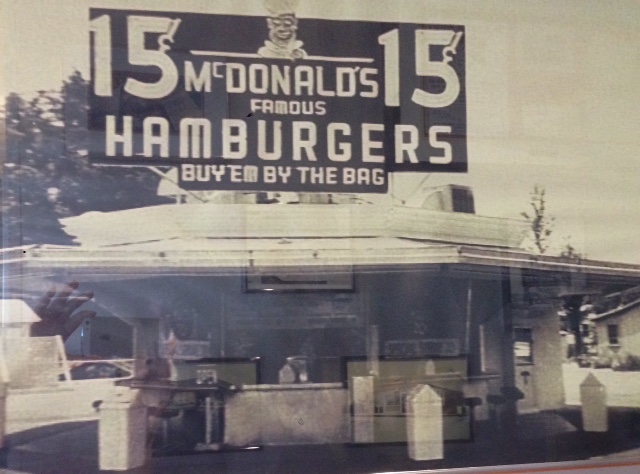 15¢ 15¢
McDONALD'S
FAMOUS
HAMBURGERS
BUY'EM BY THE BAG